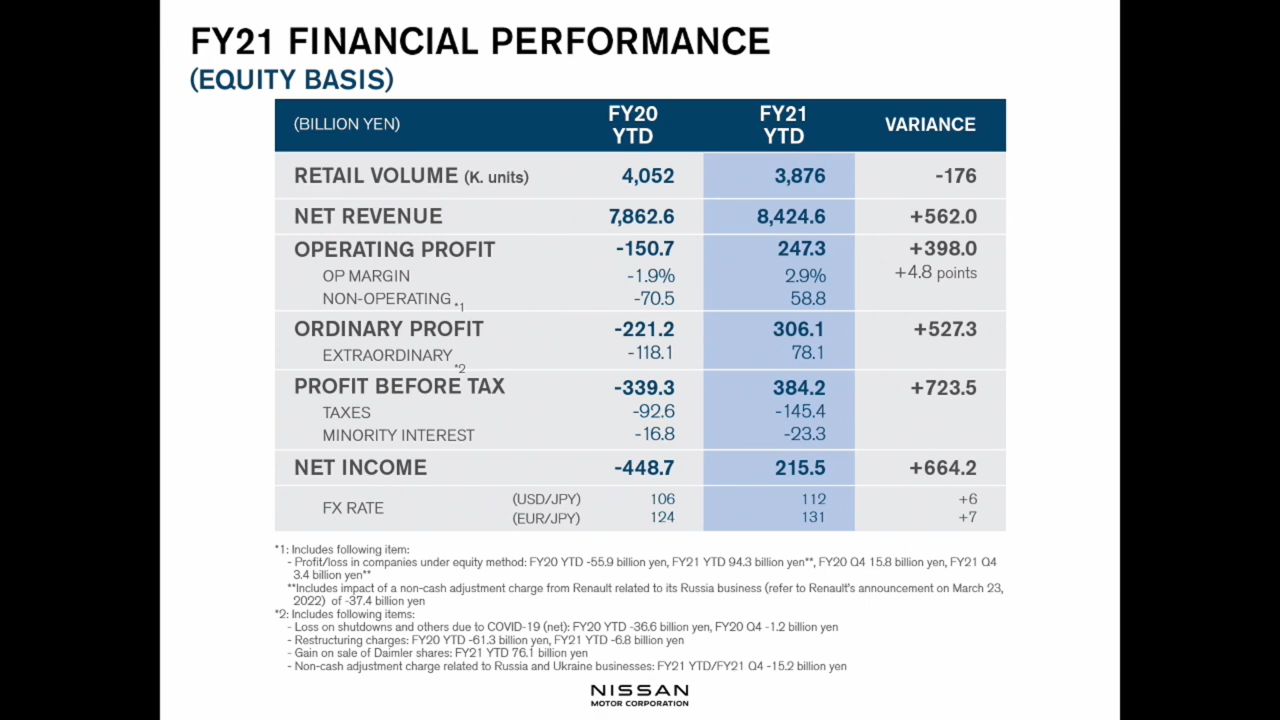 FY21 FINANCIAL PERFORMANCE
(EQUITY BASIS)
(BILLION YEN) FY20 YTD FY21 YTD VARIANCE
RETAIL VOLUME (K. units) 4,052 3,876 -176
NET REVENUE 7,862.6 8,424.6 +562.0
OPERATING PROFIT -150.7 247.3 +398.0
OP MARGIN -1.9% 2.9% +4.8 points
NON-OPERATING *1 -70.5 58.8
ORDINARY PROFIT -221.2 306.1 +527.3
EXTRAORDINARY *2 -118.1 78.1
PROFIT BEFORE TAX -339.3 384.2 +723.5
TAXES -92.6 -145.4
MINORITY INTEREST -16.8 -23.3
NET INCOME -448.7 215.5 +664.2
FX RATE (USD/JPY) 106 112 +6
(EUR/JPY) 124 131 +7
*1: Includes following item:
- Profit/loss in companies under equity method: FY20 YTD -55.9 billion yen, FY21 YTD 94.3 billion yen**, FY20 Q4 15.8 billion yen, FY21 Q4
3.4 billion yen**
**Includes impact of a non-cash adjustment charge from Renault related to its Russia business (refer to Renault's announcement on March 23,
2022) of -37.4 billion yen
*2: Includes following items:
- Loss on shutdowns and others due to COVID-19 (net): FY20 YTD -36.6 billion yen, FY20 Q4 -1.2 billion yen
- Restructuring charges: FY20 YTD -61.3 billion yen, FY21 YTD -6.8 billion yen
- Gain on sale of Daimler shares: FY21 YTD 76.1 billion yen
- Non-cash adjustment charge related to Russia and Ukraine businesses: FY21 YTD/FY21 Q4 -15.2 billion yen
NISSAN
MOTOR CORPORATION